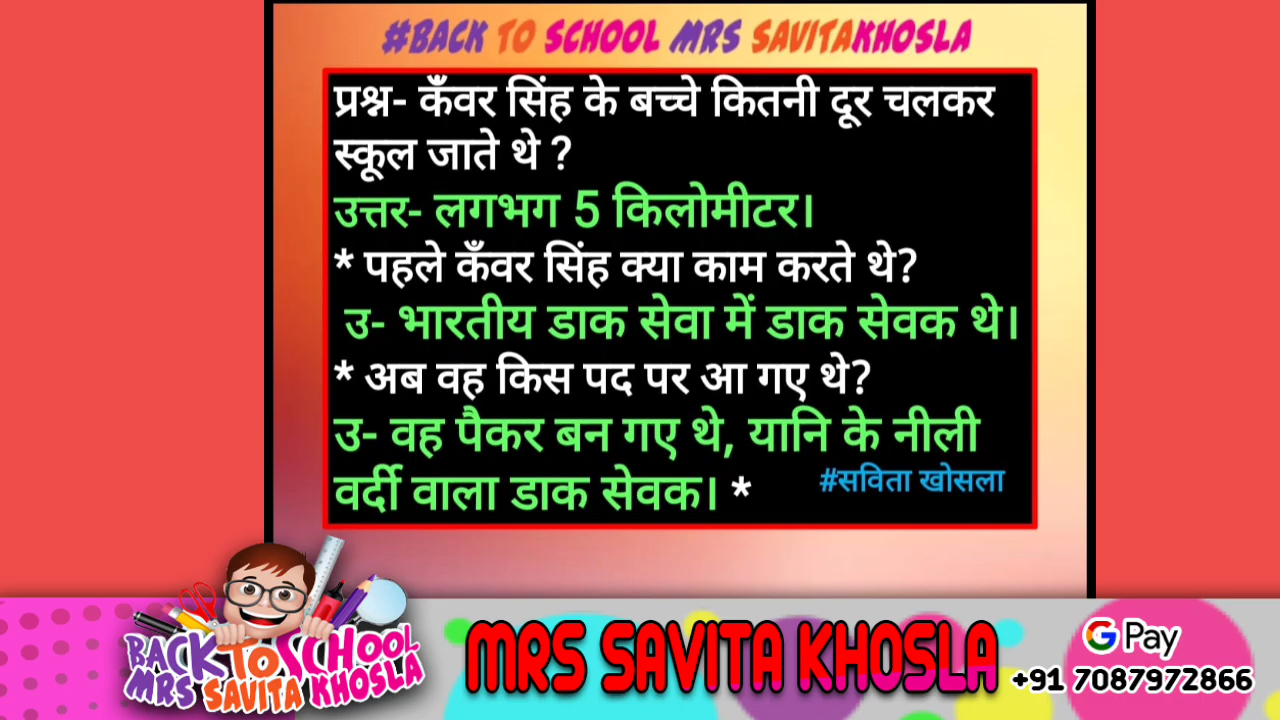 #BACK TO SCHOOL MRS SAVITAKHOSLA
प्रश्न- कँवर सिंह के बच्चे कितनी दूर चलकर
स्कूल जाते थे ?
उत्तर- लगभग 5 किलोमीटर।
* पहले कँवर सिंह क्या काम करते थे?
उ- भारतीय डाक सेवा में डाक सेवक थे।
* अब वह किस पद पर आ गए थे?
उ- वह पैकर बन गए थे, यानि के नीली
वर्दी वाला डाक सेवक। *
#सविता खोसला
BACK TO SCHOOL
MRS SAVITA KHOSLA
MRS SAVITA KHOSLA
G Pay
+91 7087972866